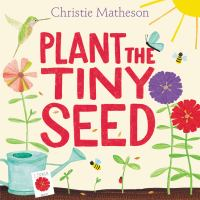 Christie Matheson
PLANT THE
TINY
SEED